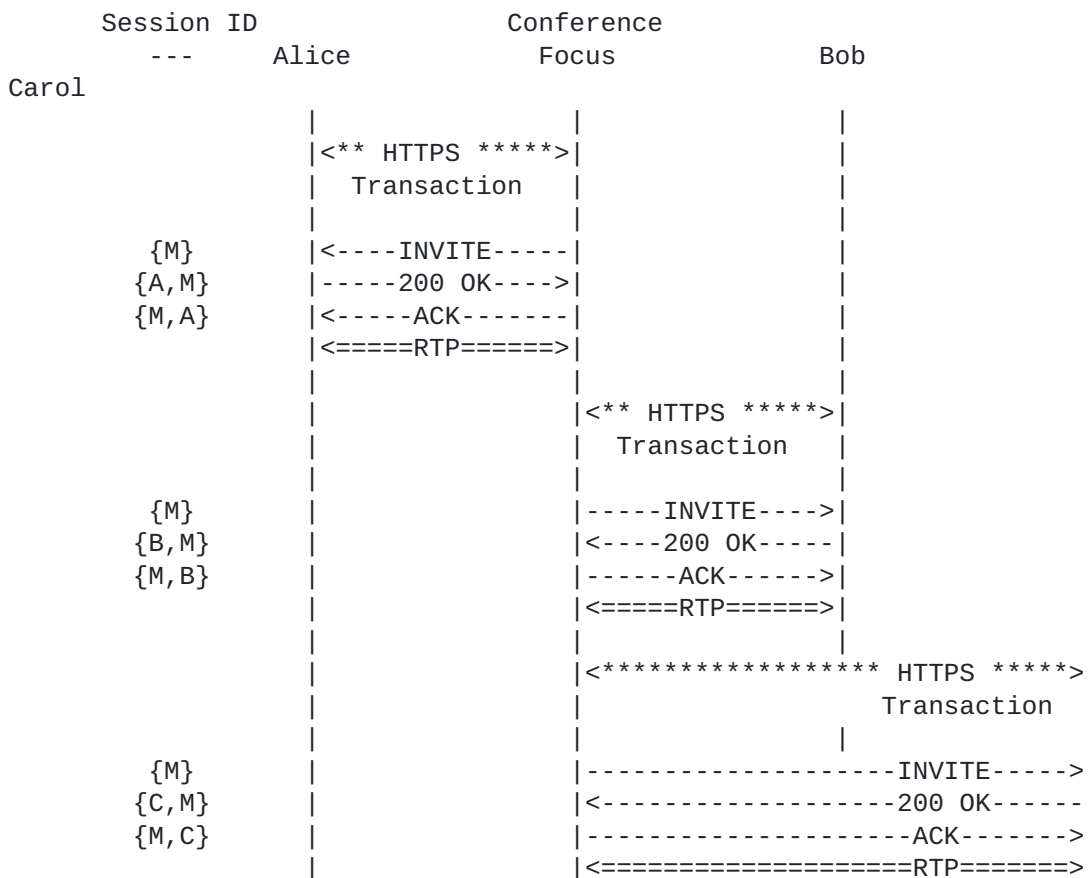 Session ID                Conference
   ---     Alice            Focus             Bob
Carol
                   |                |                |
                   |<** HTTPS *****>|                |
                   |  Transaction   |                |
                   |                |                |
         {M}       |<----INVITE-----|                |
        {A,M}      |-----200 OK---->|                |
        {M,A}      |<-----ACK-------|                |
                   |<=====RTP======>|                |
                   |                |                |
                   |                |<** HTTPS *****>|
                   |                |  Transaction   |
                   |                |                |
         {M}       |                |-----INVITE---->|
        {B,M}      |                |<----200 OK-----|
        {M,B}      |                |------ACK------>|
                   |                |<=====RTP======>|
                   |                |                |
                   |                |<****************** HTTPS *****>
                   |                |                   Transaction
                   |                |                |
         {M}       |                |--------------------INVITE----->
        {C,M}      |                |<-------------------200 OK------
        {M,C}      |                |---------------------ACK------->
                   |                |<====================RTP=======>